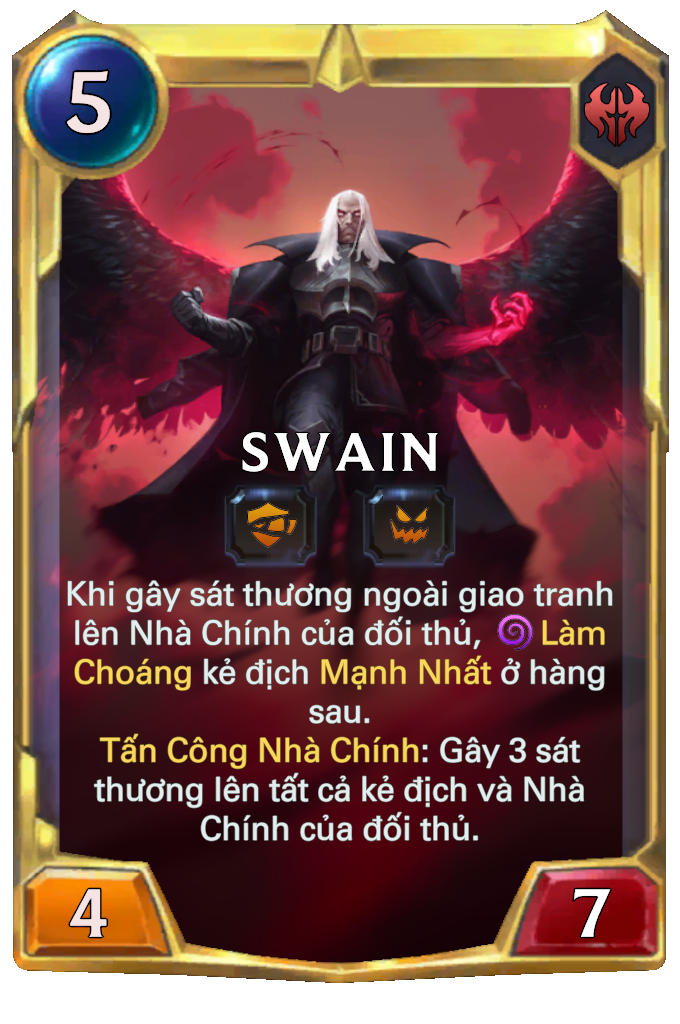 5
SWAIN
Khi gây sát thương ngoài giao tranh
lên Nhà Chính của đối thủ, Làm
Choáng kẻ địch Mạnh Nhất ở hàng
sau.
Tấn Công Nhà Chính: Gây 3 sát
thương lên tất cả kẻ địch và Nhà
Chính của đối thủ.
4
7